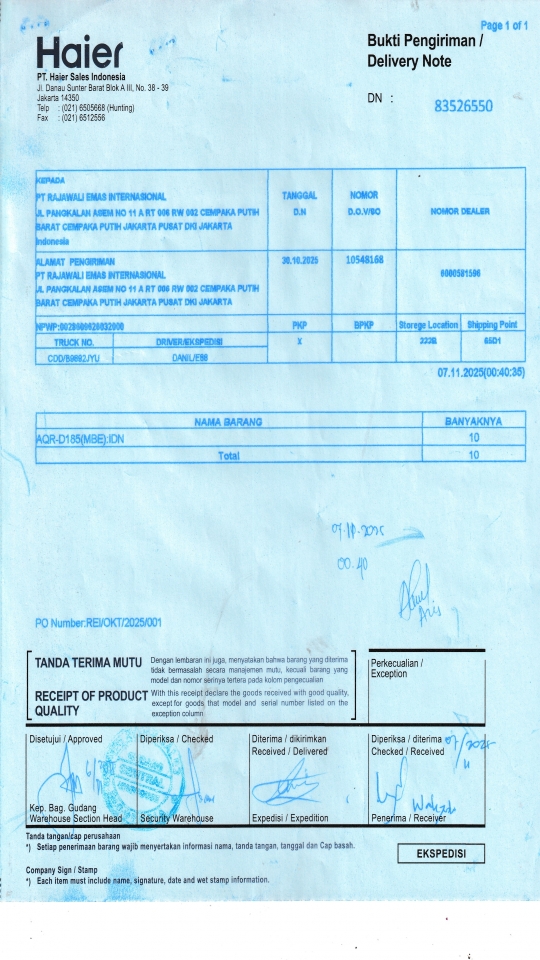 Page 1 of 1
Haier
Bukti Pengiriman /
Delivery Note
PT. Haier Sales Indonesia
Jl. Danau Sunter Barat Blok A III, No. 38 - 39
Jakarta 14350
Telp : (021) 6505668 (Hunting)
Fax : (021) 6512556
DN : 83526550
KEPADA
PT RAJAWALI EMAS INTERNASIONAL
JL PANGKALAN ASEM NO 11 A RT 006 RW 002 CEMPAKA PUTIH
BARAT CEMPAKA PUTIH JAKARTA PUSAT DKI JAKARTA
Indonesia
TANGGAL
D.N
NOMOR
D.O.V/SO
NOMOR DEALER
ALAMAT PENGIRIMAN
PT RAJAWALI EMAS INTERNASIONAL
JL PANGKALAN ASEM NO 11 A RT 006 RW 002 CEMPAKA PUTIH
BARAT CEMPAKA PUTIH JAKARTA PUSAT DKI JAKARTA
30.10.2025
10548168
PKP
BPKP
Storege Location
Shipping Point
TRUCK NO.
DRIVER/EKSPEDISI
X
222B
65D1
07.11.2025(00:40:35)
NAMA BARANG BANYAKNYA
AQR-D185(MBE):ION 10
Total 10
07.11.2025
00.40
Aris
PO Number:REI/OKT/2025/001
TANDA TERIMA MUTU
Dengan lembaran ini juga, menyatakan bahwa barang yang diterima
tidak bermasalah secara manajemen mutu, kecuali barang yang
model dan nomor serinya tertera pada kolom pengecualian
RECEIPT OF PRODUCT
QUALITY
With this receipt declare the goods received with good quality,
except for goods that model and serial number listed on the
exception column
Perkecualian /
Exception
Disetujui / Approved
Diperiksa / Checked
Diterima / dikirimkan
Received / Delivered
Diperiksa / diterima
Checked / Received
Kep. Bag. Gudang
Warehouse Section Head
Security Warehouse
Expedisi / Expedition
Penerima / Receiver
Tanda tangan/cap perusahaan
*) Setiap penerimaan barang wajib menyertakan informasi nama, tanda tangan, tanggal dan Cap basah.
EKSPEDISI
Company Sign / Stamp
*) Each item must include name, signature, date and wet stamp information.